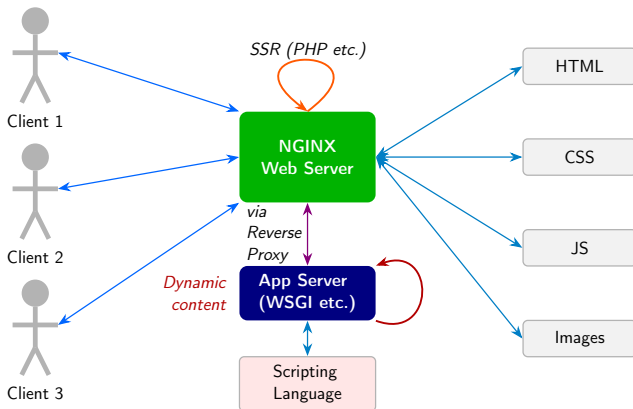 SSR (PHP etc.)
Client 1
Client 2
Client 3
NGINX
Web Server
via
Reverse
Proxy
Dynamic
content
App Server
(WSGI etc.)
Scripting
Language
HTML
CSS
JS
Images